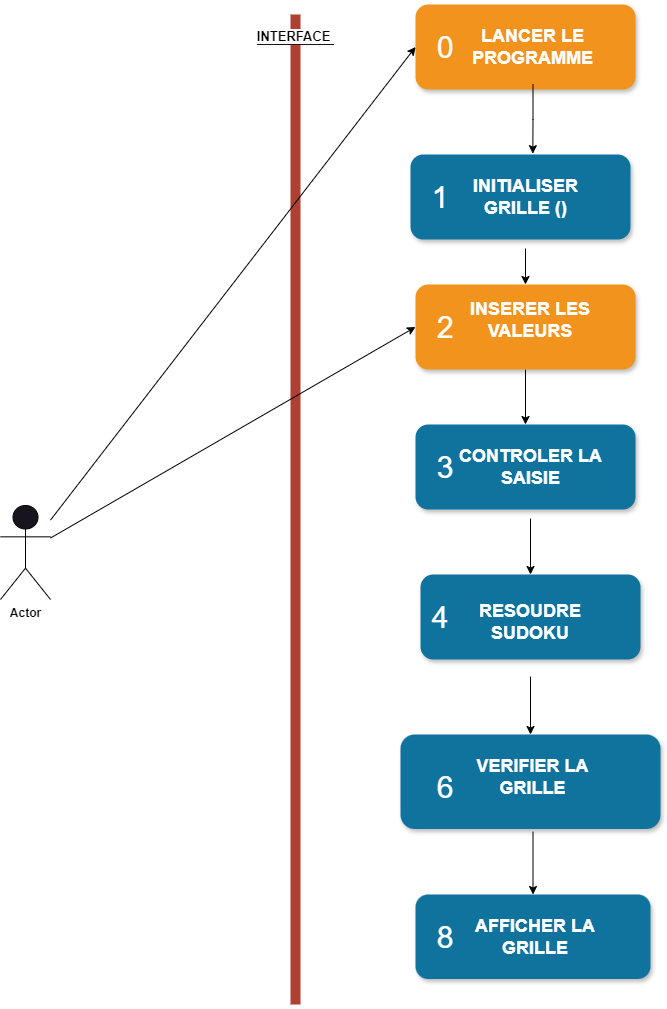 INTERFACE
0
LANCER LE
PROGRAMME
1
INITIALISER
GRILLE ()
2
INSERER LES
VALEURS
3
CONTROLER LA
SAISIE
Actor
4
RESOUDRE
SUDOKU
6
VERIFIER LA
GRILLE
8
AFFICHER LA
GRILLE